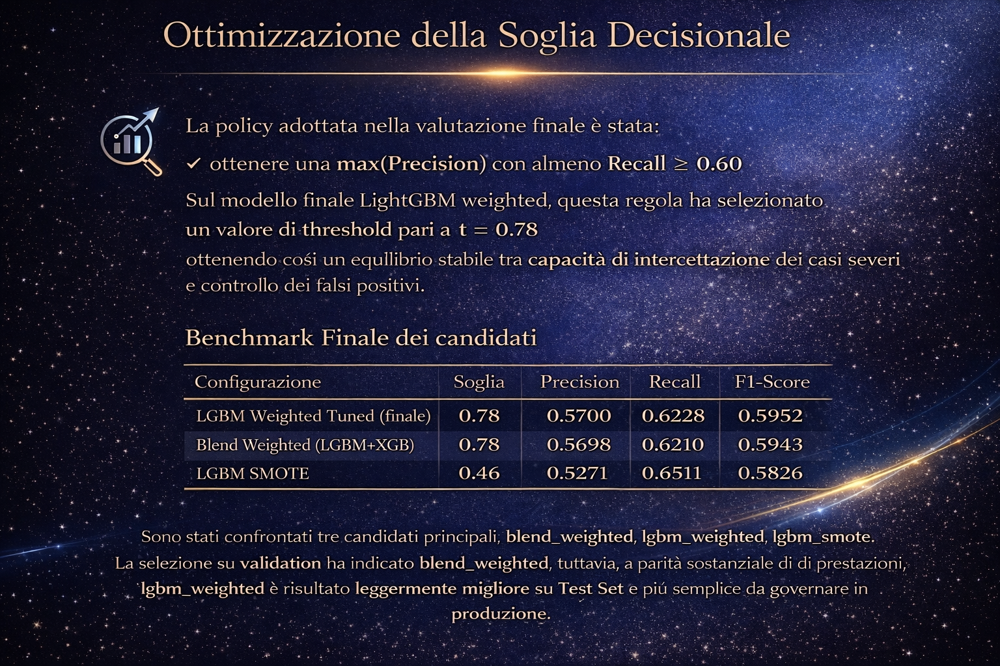 Ottimizzazione della Soglia Decisionale
La policy adottata nella valutazione finale è stata:
✓ ottenere una max(Precision) con almeno Recall ≥ 0.60
Sul modello finale LightGBM weighted, questa regola ha selezionato
un valore di threshold pari a t = 0.78
ottenendo cośi un equllibrio stabile tra capacità di intercettazione dei casi severi
e controllo dei falsi positivi.
Benchmark Finale dei candidati
Configurazione Soglia Precision Recall F1-Score
LGBM Weighted Tuned (finale) 0.78 0.5700 0.6228 0.5952
Blend Weighted (LGBM+XGB) 0.78 0.5698 0.6210 0.5943
LGBM SMOTE 0.46 0.5271 0.6511 0.5826
Sono stati confrontati tre candidati principali; blend_weighted, lgbm_weighted, lgbm_smote.
La selezione su validation ha indicato blend_weighted, tuttavia, a parità sostanziale di di prestazioni,
lgbm_weighted è risultato leggermente migliore su Test Set e piú semplice da governare in
produzione.